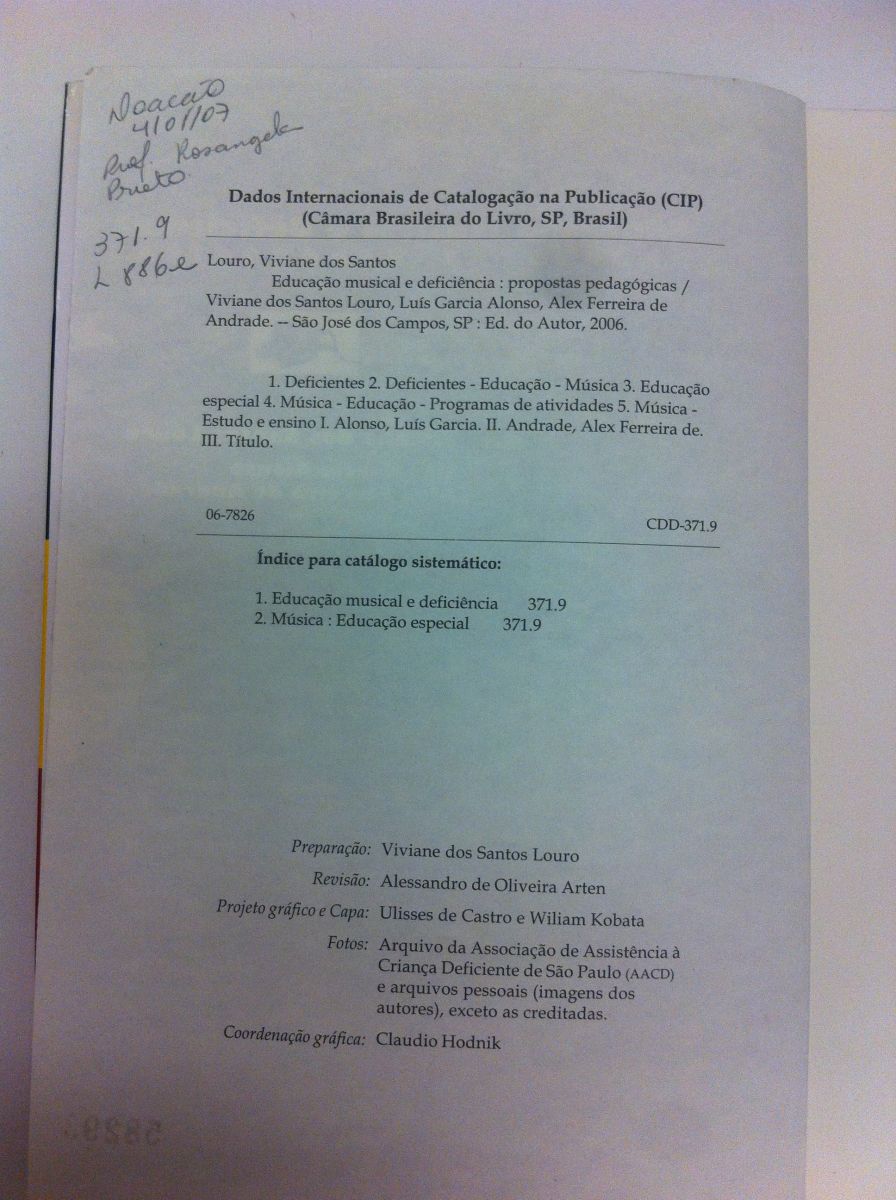 Doação
4/01/07
Prof. Rosangela
Prieto
371.9
L 886e
Dados Internacionais de Catalogação na Publicação (CIP)
(Câmara Brasileira do Livro, SP, Brasil)
Louro, Viviane dos Santos
Educação musical e deficiência : propostas pedagógicas /
Viviane dos Santos Louro, Luís Garcia Alonso, Alex Ferreira de
Andrade. -- São José dos Campos, SP : Ed. do Autor, 2006.
1. Deficientes 2. Deficientes - Educação - Música 3. Educação
especial 4. Música - Educação - Programas de atividades 5. Música -
Estudo e ensino I. Alonso, Luís Garcia. II. Andrade, Alex Ferreira de.
III. Título.
06-7826 CDD-371.9
Índice para catálogo sistemático:
1. Educação musical e deficiência 371.9
2. Música : Educação especial 371.9
Preparação: Viviane dos Santos Louro
Revisão: Alessandro de Oliveira Arten
Projeto gráfico e Capa: Ulisses de Castro e Wiliam Kobata
Fotos: Arquivo da Associação de Assistência à
Criança Deficiente de São Paulo (AACD)
e arquivos pessoais (imagens dos
autores), exceto as creditadas.
Coordenação gráfica: Claudio Hodnik